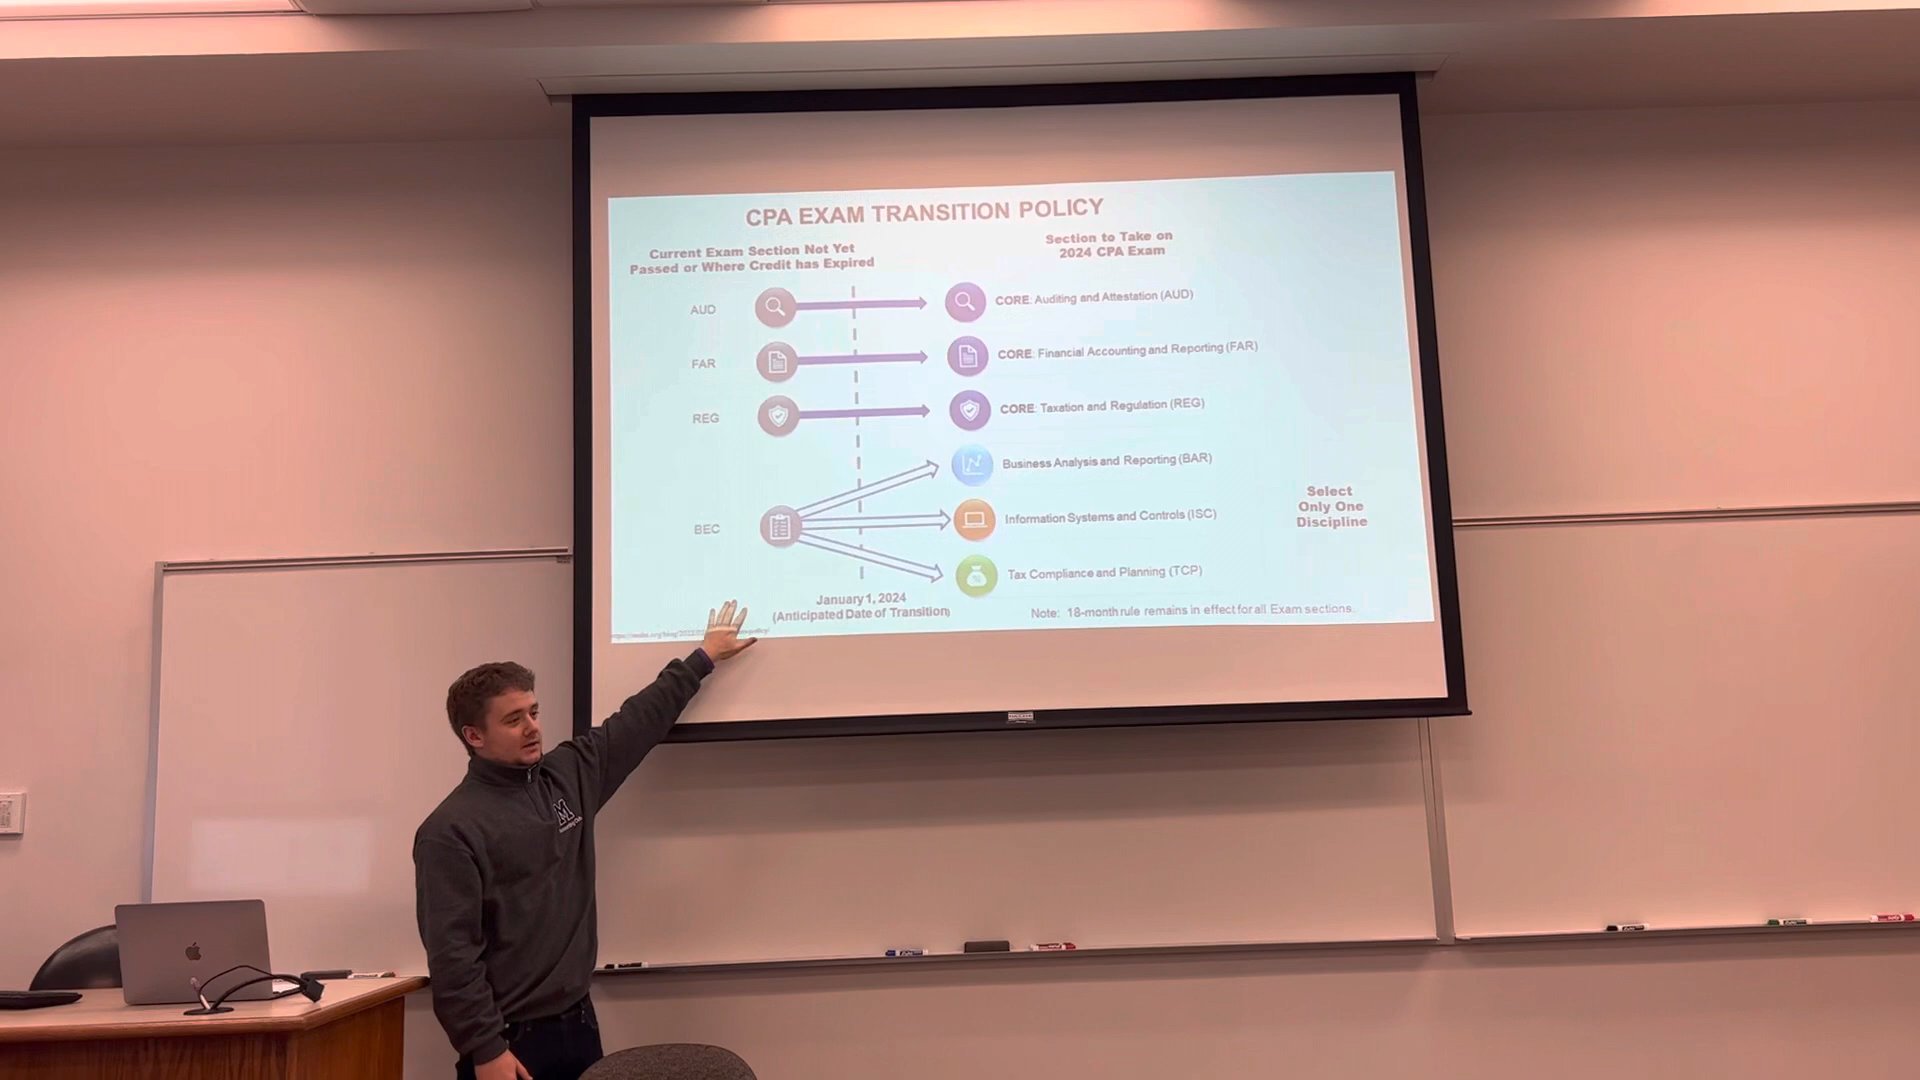 CPA EXAM TRANSITION POLICY
Current Exam Section Not Yet
Passed or Where Credit has Expired
Section to Take on
2024 CPA Exam
AUD
CORE: Auditing and Attestation (AUD)
FAR
CORE: Financial Accounting and Reporting (FAR)
REG
CORE: Taxation and Regulation (REG)
Business Analysis and Reporting (BAR)
BEC
Information Systems and Controls (ISC)
Select
Only One
Discipline
Tax Compliance and Planning (TCP)
January 1, 2024
(Anticipated Date of Transition)
Note: 18-month rule remains in effect for all Exam sections.
M
Accounting Club